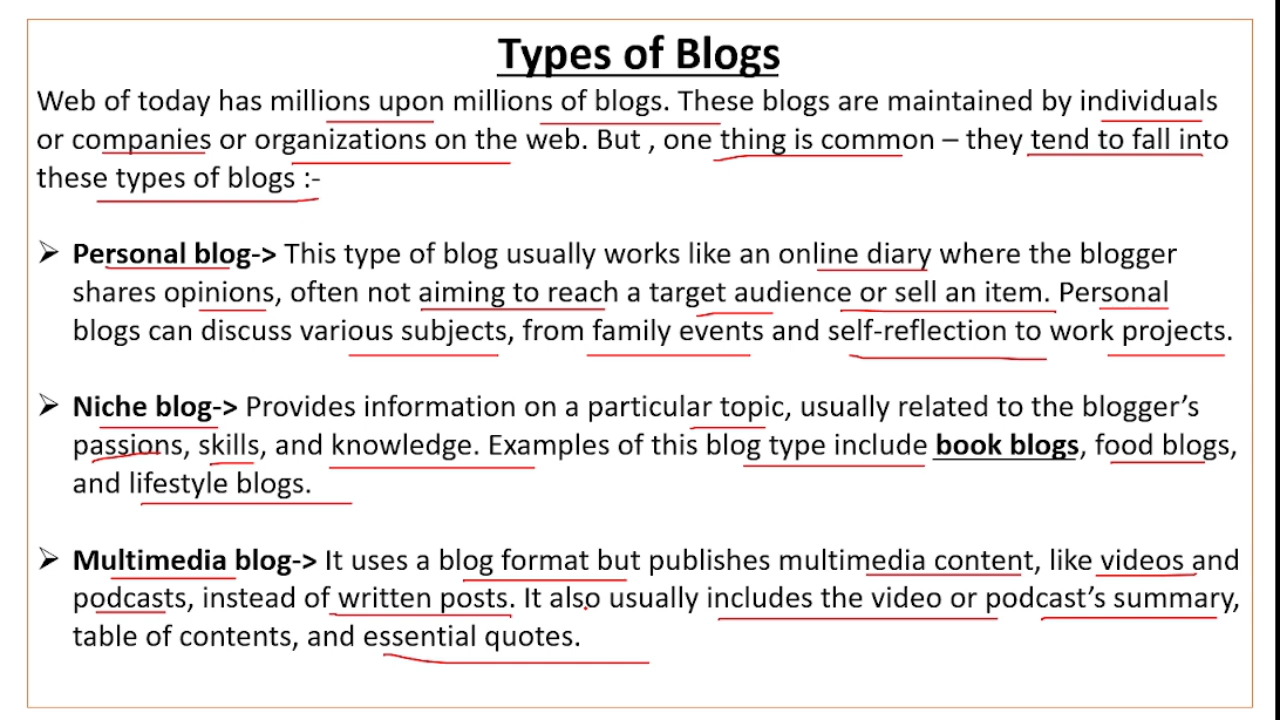 Types of Blogs
Web of today has millions upon millions of blogs. These blogs are maintained by individuals
or companies or organizations on the web. But , one thing is common – they tend to fall into
these types of blogs :-
➢ Personal blog-> This type of blog usually works like an online diary where the blogger
shares opinions, often not aiming to reach a target audience or sell an item. Personal
blogs can discuss various subjects, from family events and self-reflection to work projects.
➢ Niche blog-> Provides information on a particular topic, usually related to the blogger’s
passions, skills, and knowledge. Examples of this blog type include book blogs, food blogs,
and lifestyle blogs.
➢ Multimedia blog-> It uses a blog format but publishes multimedia content, like videos and
podcasts, instead of written posts. It also usually includes the video or podcast’s summary,
table of contents, and essential quotes.